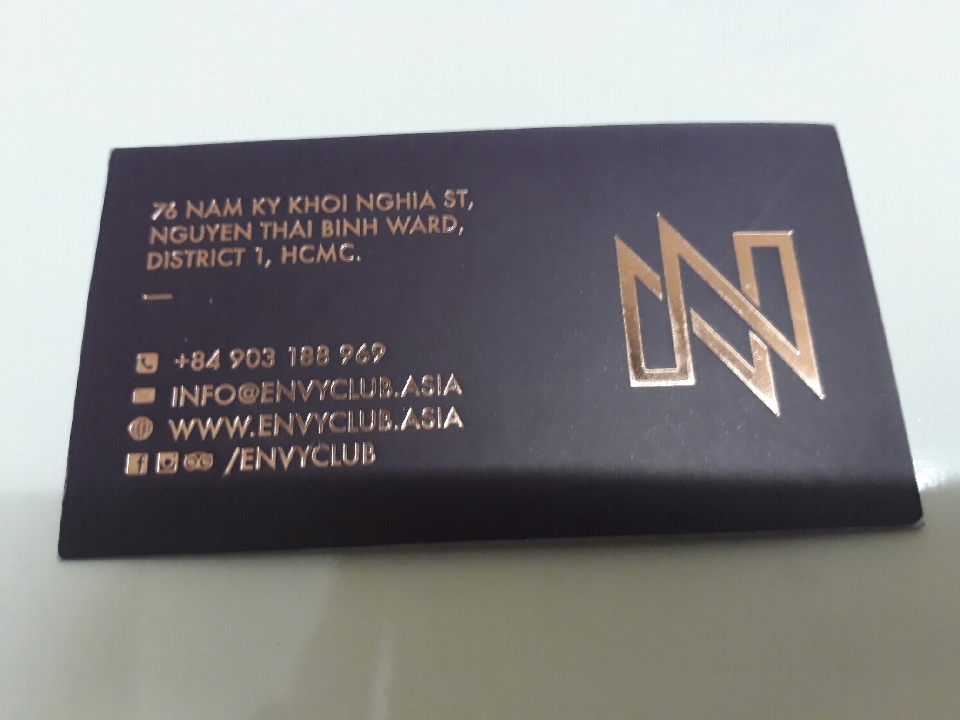 76 NAM KY KHOI NGHIA ST,
NGUYEN THAI BINH WARD,
DISTRICT 1, HCMC.
+84 903 188 969
INFO@ENVYCLUB.ASIA
WWW.ENVYCLUB.ASIA
/ENVYCLUB